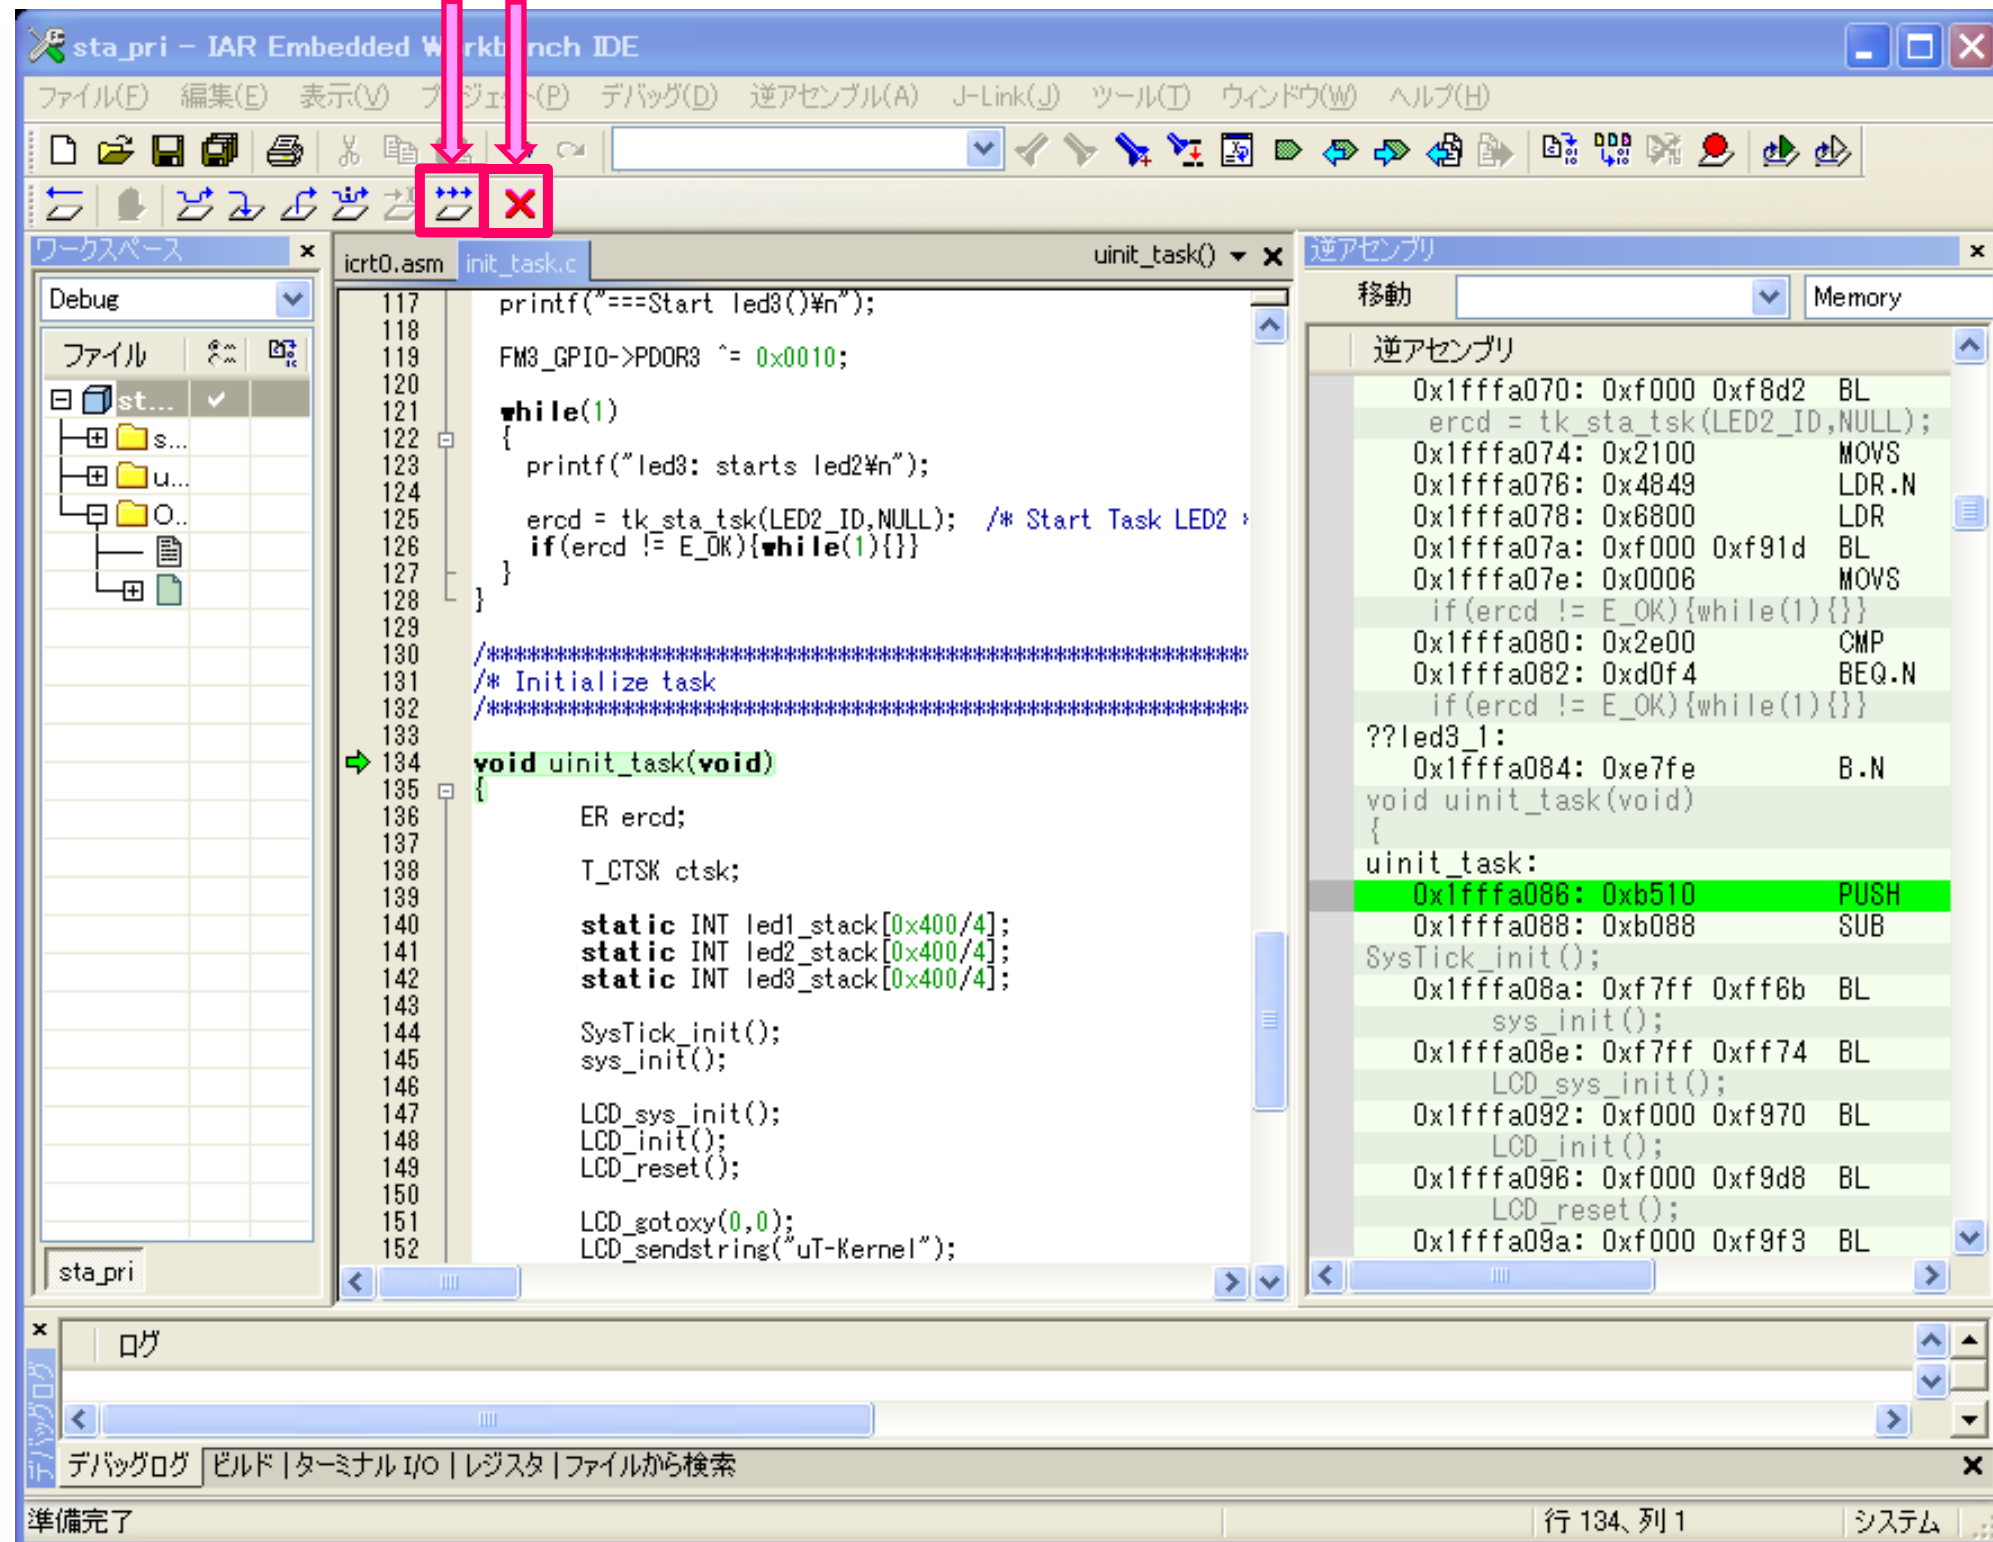 sta_pri - IAR Embedded Workbench IDE
ファイル(F) 編集(E) 表示(V) プロジェクト(P) デバッグ(D) 逆アセンブル(A) J-Link(J) ツール(T) ウィンドウ(W) ヘルプ(H)
ワークスペース
Debug
ファイル
st...
s...
u...
O..
sta_pri
icrt0.asm init_task.c uinit_task()
117 printf("===Start led3()¥n");
118
119 FM3_GPIO->PDOR3 ^= 0x0010;
120
121 while(1)
122 {
123 printf("led3: starts led2¥n");
124
125 ercd = tk_sta_tsk(LED2_ID,NULL); /* Start Task LED2
126 if(ercd != E_OK){while(1){}}
127 }
128 }
129
130 /*********************************************************
131 /* Initialize task
132 /*********************************************************
133
134 void uinit_task(void)
135 {
136 ER ercd;
137
138 T_CTSK ctsk;
139
140 static INT led1_stack[0x400/4];
141 static INT led2_stack[0x400/4];
142 static INT led3_stack[0x400/4];
143
144 SysTick_init();
145 sys_init();
146
147 LCD_sys_init();
148 LCD_init();
149 LCD_reset();
150
151 LCD_gotoxy(0,0);
152 LCD_sendstring("uT-Kernel");
逆アセンブリ
移動 Memory
逆アセンブリ
0x1fffa070: 0xf000 0xf8d2 BL
ercd = tk_sta_tsk(LED2_ID,NULL);
0x1fffa074: 0x2100 MOVS
0x1fffa076: 0x4849 LDR.N
0x1fffa078: 0x6800 LDR
0x1fffa07a: 0xf000 0xf91d BL
0x1fffa07e: 0x0006 MOVS
if(ercd != E_OK){while(1){}}
0x1fffa080: 0x2e00 CMP
0x1fffa082: 0xd0f4 BEQ.N
if(ercd != E_OK){while(1){}}
??led3_1:
0x1fffa084: 0xe7fe B.N
void uinit_task(void)
{
uinit_task:
0x1fffa086: 0xb510 PUSH
0x1fffa088: 0xb088 SUB
SysTick_init();
0x1fffa08a: 0xf7ff 0xff6b BL
sys_init();
0x1fffa08e: 0xf7ff 0xff74 BL
LCD_sys_init();
0x1fffa092: 0xf000 0xf970 BL
LCD_init();
0x1fffa096: 0xf000 0xf9d8 BL
LCD_reset();
0x1fffa09a: 0xf000 0xf9f3 BL
ログ
デバッグログ
デバッグログ ビルド | ターミナル I/O | レジスタ | ファイルから検索
準備完了 行 134、列 1 システム